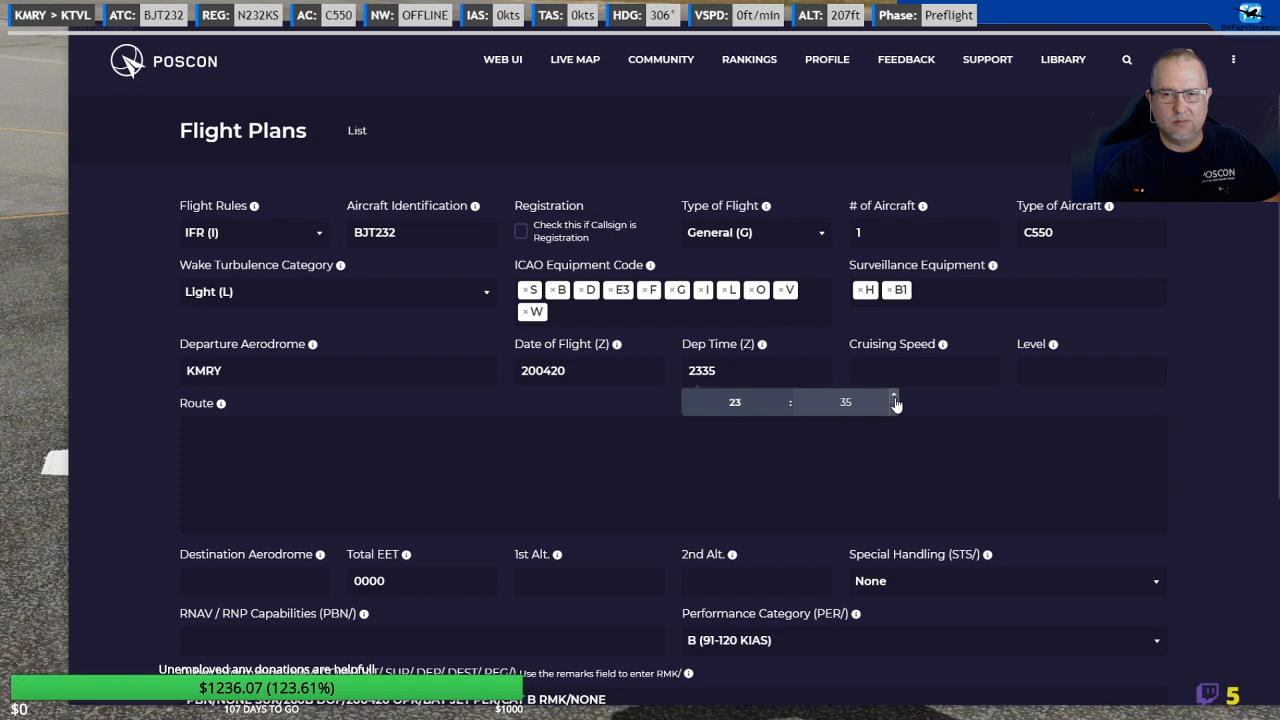 KMRY > KTVL ATC: BJT232 REG: N232KS AC: C550 NW: OFFLINE IAS: 0kts TAS: 0kts HDG: 306° VSPD: 0ft/min ALT: 207ft Phase: Preflight
POSCON WEB UI LIVE MAP COMMUNITY RANKINGS PROFILE FEEDBACK SUPPORT LIBRARY
Flight Plans List
POSCON
Flight Rules Aircraft Identification Registration Type of Flight # of Aircraft Type of Aircraft
IFR (I) BJT232 Check this if Callsign is General (G) 1 C550
Registration
Wake Turbulence Category ICAO Equipment Code Surveillance Equipment
Light (L) × S × B × D × E3 × F × G × I × L × O × V × H × B1
× W
Departure Aerodrome Date of Flight (Z) Dep Time (Z) Cruising Speed Level
KMRY 200420 2335
Route 23 : 35
Destination Aerodrome Total EET 1st Alt. 2nd Alt. Special Handling (STS/)
0000 None
RNAV / RNP Capabilities (PBN/) Performance Category (PER/)
B (91-120 KIAS)
Unemployed any donations are helpful!
Use the remarks field to enter RMK/
$1236.07 (123.61%)
RMK/NONE
$0 107 DAYS TO GO $1000
5